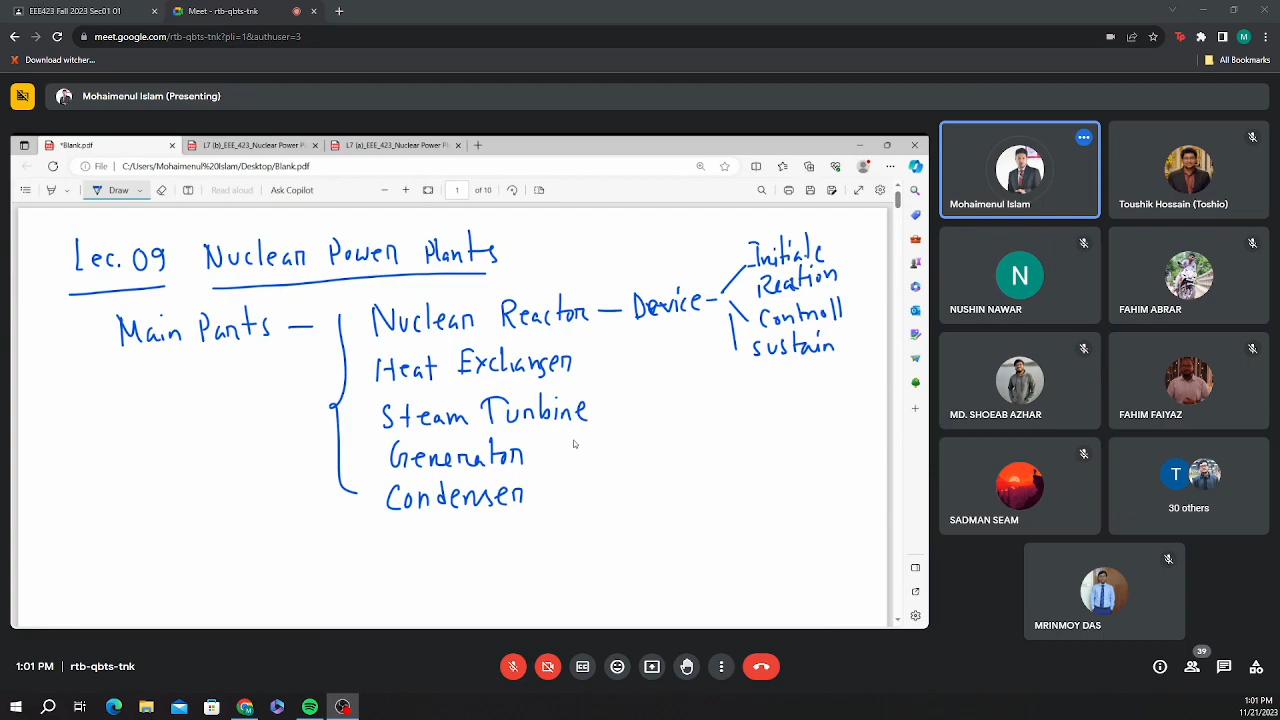 EEE423 Fall 2023 Sec01 01
Meet - rtb-qbts-tnk
meet.google.com/rtb-qbts-tnk?pli=1&authuser=3
Download witcher...
All Bookmarks
Mohaimenul Islam (Presenting)
*Blank.pdf
L7 (b)_EEE_423_Nuclear Power P
L7 (a)_EEE_423_Nuclear Power Pl
File
C:/Users/Mohaimenul%20Islam/Desktop/Blank.pdf
Draw
Read aloud
Ask Copilot
1
of 10
Lec. 09 Nuclear Power Plants
Main Parts — Nuclear Reactor — Device —
Initiate
Reation
Controll
sustain
Heat Exchanger
Steam Turbine
Generator
Condenser
Mohaimenul Islam
Toushik Hossain (Toshio)
N
NUSHIN NAWAR
FAHIM ABRAR
MD. SHOEAB AZHAR
FAHIM FAIYAZ
SADMAN SEAM
T
30 others
MRINMOY DAS
1:01 PM | rtb-qbts-tnk
39
1:01 PM
11/21/2023